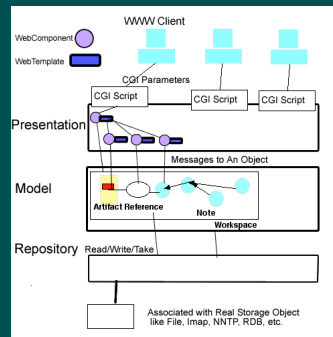 WWW Client
WebComponent
WebTemplate
CGI Parameters
CGI Script
CGI Script
CGI Script
Presentation
Messages to An Object
Model
Artifact Reference
Note
Workspace
Repository
Read/Write/Take
Associated with Real Storage Object
like File, Imap, NNTP, RDB, etc.